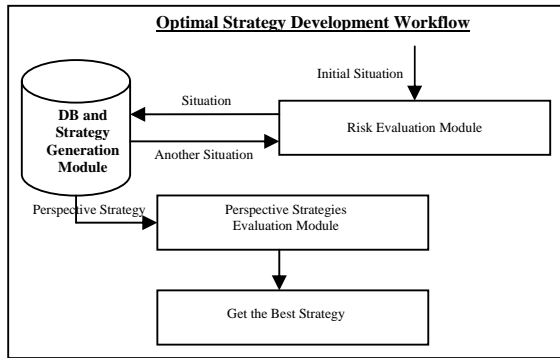 Optimal Strategy Development Workflow
Initial Situation
Situation
DB and
Strategy
Generation
Module
Risk Evaluation Module
Another Situation
Perspective Strategy
Perspective Strategies
Evaluation Module
Get the Best Strategy